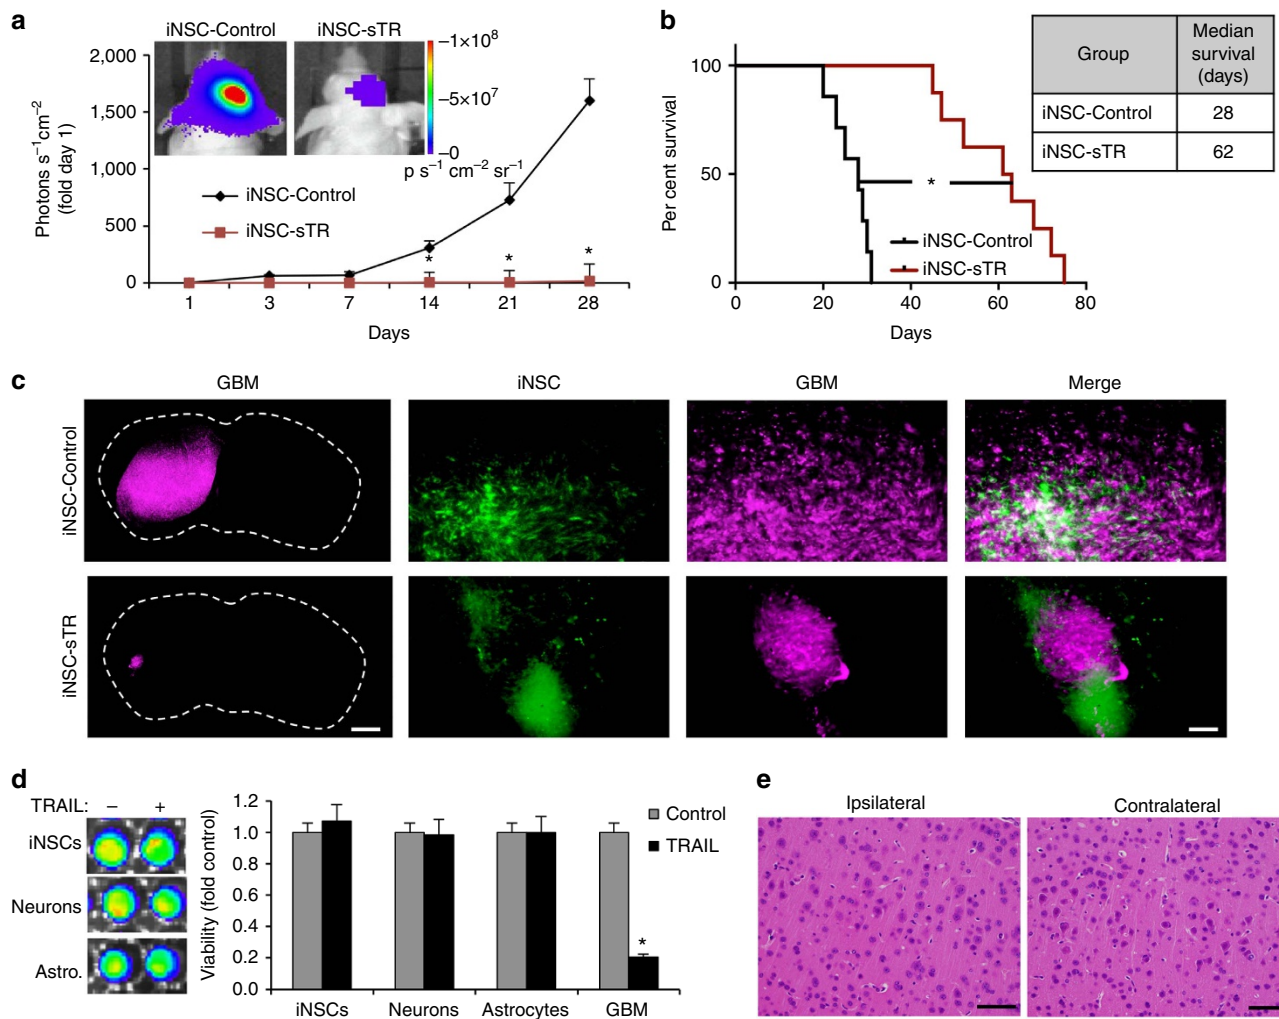 a
iNSC-Control
iNSC-sTR
2,000
1,500
1,000
500
0
Photons s⁻¹cm⁻²
(fold day 1)
–1×10⁸
–5×10⁷
–0
p s⁻¹ cm⁻² sr⁻¹
iNSC-Control
iNSC-sTR
* * *
1 3 7 14 21 28
Days
b
100
50
0
Per cent survival
*
iNSC-Control
iNSC-sTR
0 20 40 60 80
Days
Group
Median
survival
(days)
iNSC-Control 28
iNSC-sTR 62
c
GBM iNSC GBM Merge
iNSC-Control
iNSC-sTR
d
TRAIL: – +
iNSCs
Neurons
Astro.
Viability (fold control)
1.2
1.0
0.8
0.6
0.4
0.2
0.0
Control
TRAIL
*
iNSCs Neurons Astrocytes GBM
e
Ipsilateral
Contralateral